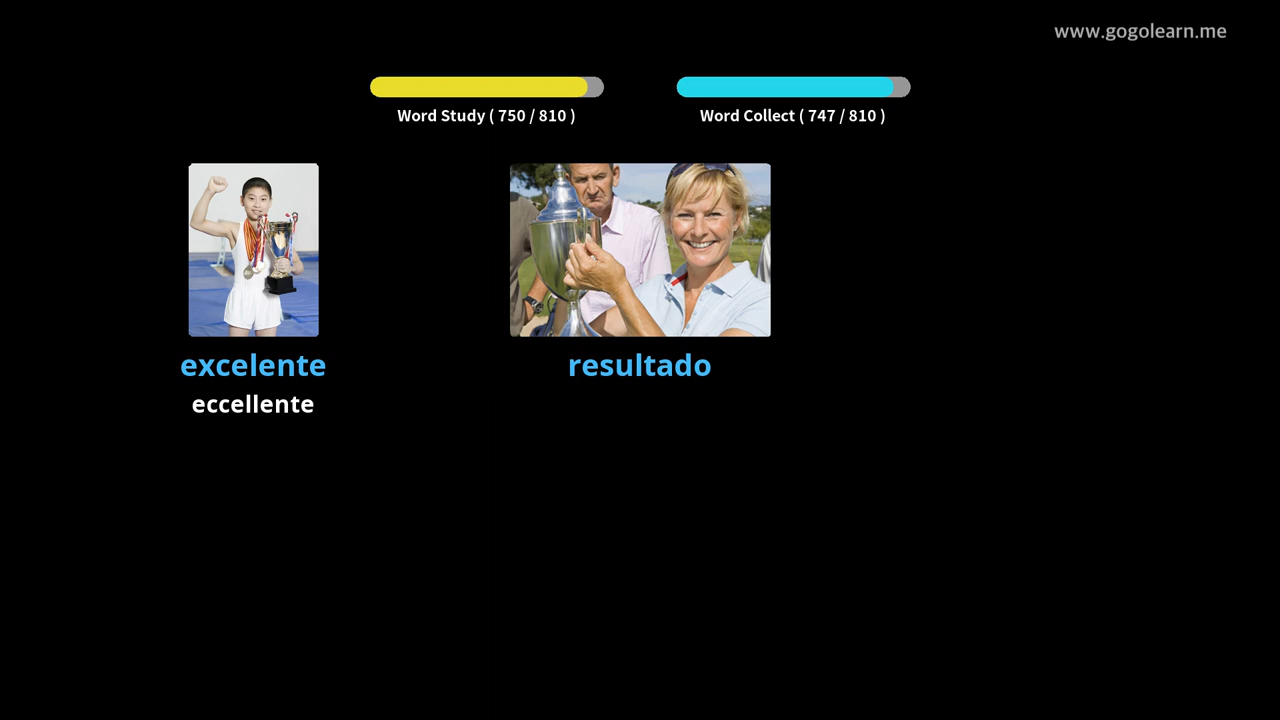 www.gogolearn.me
Word Study ( 750 / 810 )
Word Collect ( 747 / 810 )
excelente
eccellente
resultado